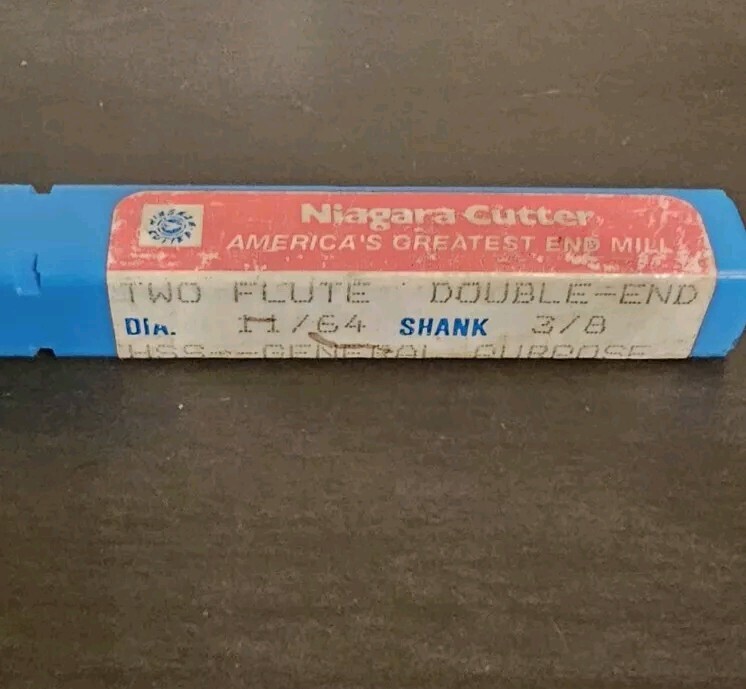 Niagara Cutter
AMERICA'S GREATEST END MILL
TWO FLUTE DOUBLE-END
DIA. 11/64 SHANK 3/8
HSS--GENERAL PURPOSE